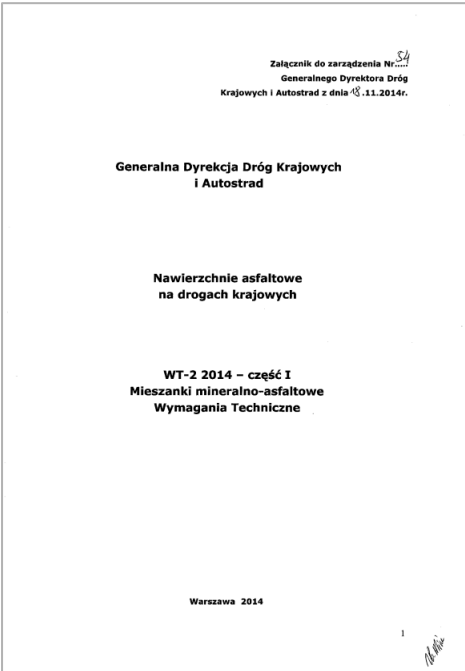 Załącznik do zarządzenia Nr 54
Generalnego Dyrektora Dróg
Krajowych i Autostrad z dnia 18.11.2014r.
Generalna Dyrekcja Dróg Krajowych
i Autostrad
Nawierzchnie asfaltowe
na drogach krajowych
WT-2 2014 – część I
Mieszanki mineralno-asfaltowe
Wymagania Techniczne
Warszawa 2014
1